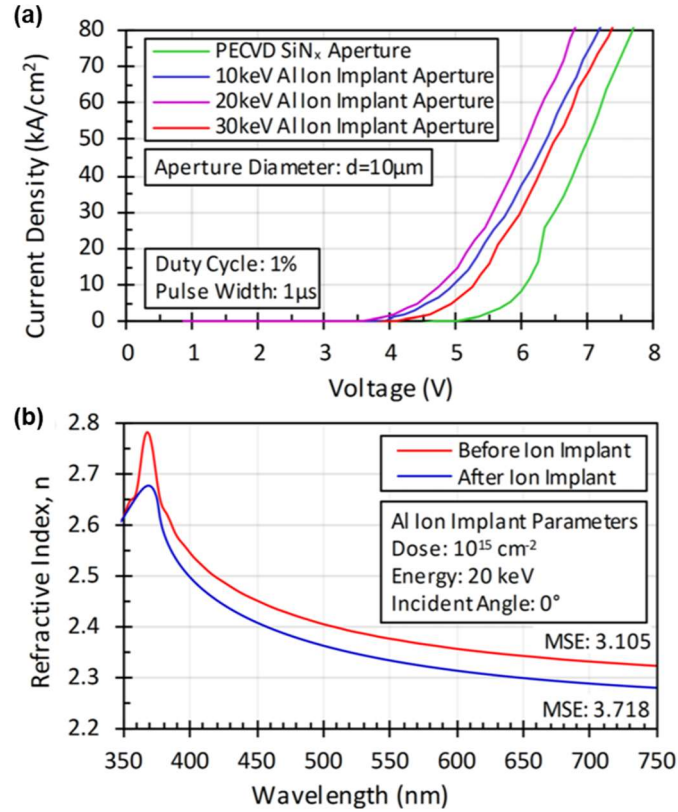 (a)
80
70
60
50
40
30
20
10
0
Current Density (kA/cm²)
PECVD SiNₓ Aperture
10keV Al Ion Implant Aperture
20keV Al Ion Implant Aperture
30keV Al Ion Implant Aperture
Aperture Diameter: d=10µm
Duty Cycle: 1%
Pulse Width: 1µs
0 1 2 3 4 5 6 7 8
Voltage (V)
(b)
2.8
2.7
2.6
2.5
2.4
2.3
2.2
Refractive Index, n
Before Ion Implant
After Ion Implant
Al Ion Implant Parameters
Dose: 10¹⁵ cm⁻²
Energy: 20 keV
Incident Angle: 0°
MSE: 3.105
MSE: 3.718
350 400 450 500 550 600 650 700 750
Wavelength (nm)